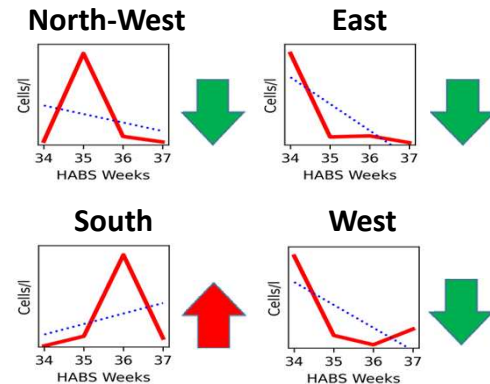 North-West
Cells/l
34 35 36 37
HABS Weeks
East
Cells/l
34 35 36 37
HABS Weeks
South
Cells/l
34 35 36 37
HABS Weeks
West
Cells/l
34 35 36 37
HABS Weeks